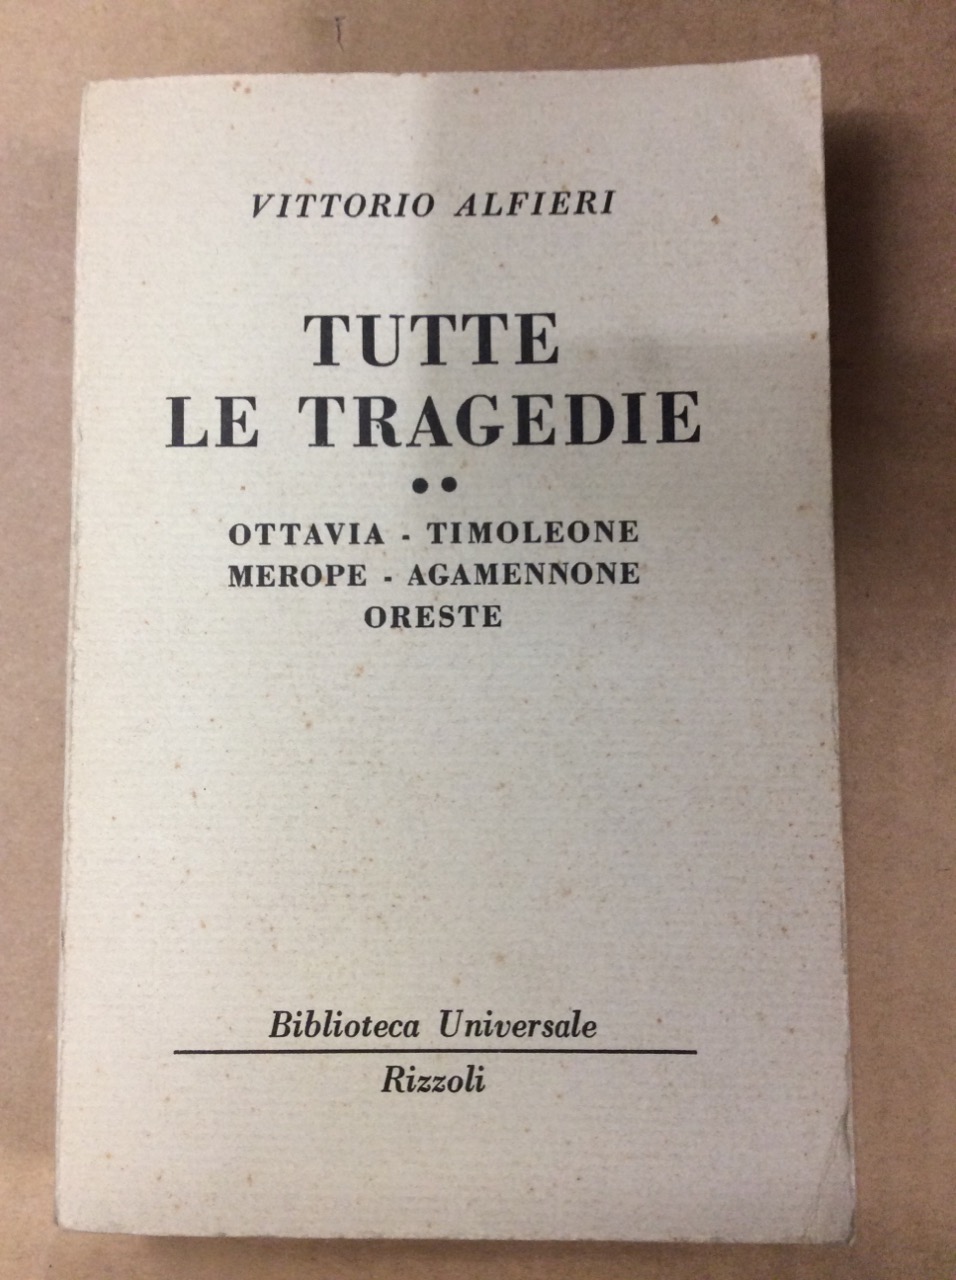 VITTORIO ALFIERI
TUTTE
LE TRAGEDIE
••
OTTAVIA - TIMOLEONE
MEROPE - AGAMENNONE
ORESTE
Biblioteca Universale
Rizzoli